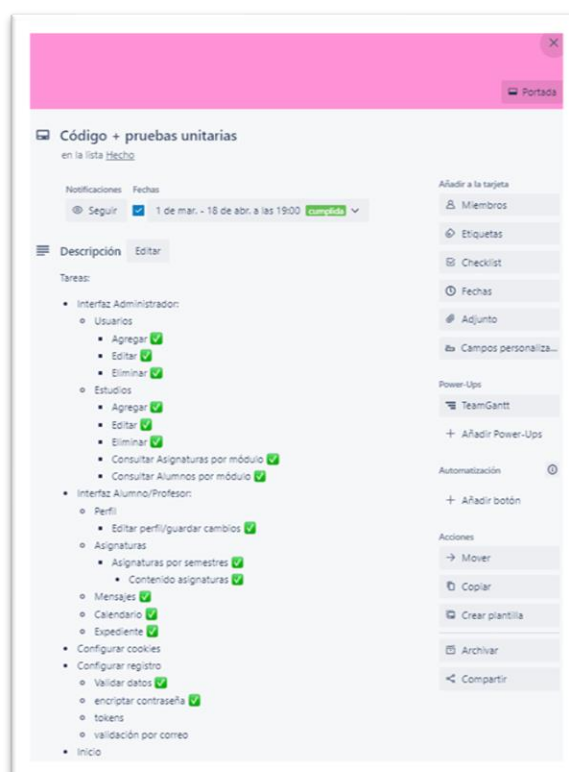 Portada
Código + pruebas unitarias
en la lista Hecho
Notificaciones Fechas
Seguir 1 de mar. - 18 de abr. a las 19:00 cumplida
Descripción Editar
Tareas:
Interfaz Administrador:
Usuarios
Agregar ✅
Editar ✅
Eliminar ✅
Estudios
Agregar ✅
Editar ✅
Eliminar ✅
Consultar Asignaturas por módulo ✅
Consultar Alumnos por módulo ✅
Interfaz Alumno/Profesor:
Perfil
Editar perfil/guardar cambios ✅
Asignaturas
Asignaturas por semestres ✅
Contenido asignaturas ✅
Mensajes ✅
Calendario ✅
Expediente ✅
Configurar cookies
Configurar registro
Validar datos ✅
encriptar contraseña ✅
tokens
validación por correo
Inicio
Añadir a la tarjeta
Miembros
Etiquetas
Checklist
Fechas
Adjunto
Campos personaliza...
Power-Ups
TeamGantt
+ Añadir Power-Ups
Automatización
+ Añadir botón
Acciones
Mover
Copiar
Crear plantilla
Archivar
Compartir